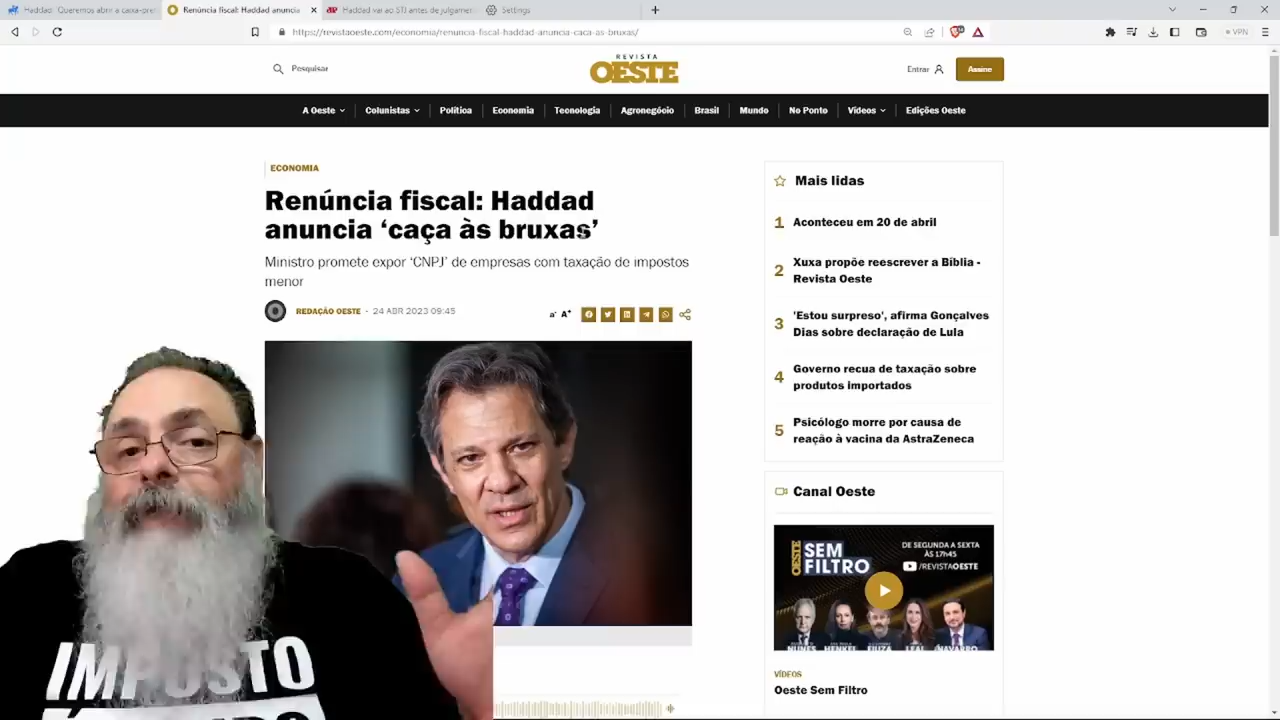 Haddad: Queremos abrir a caixa-pret
Renúncia fiscal: Haddad anuncia
Haddad vai ao STJ antes de julgamen
Settings
https://revistaoeste.com/economia/renuncia-fiscal-haddad-anuncia-caca-as-bruxas/
VPN
Pesquisar
REVISTA
OESTE
Entrar
Assine
A Oeste
Colunistas
Política
Economia
Tecnologia
Agronegócio
Brasil
Mundo
No Ponto
Vídeos
Edições Oeste
ECONOMIA
Renúncia fiscal: Haddad
anuncia ‘caça às bruxas’
Ministro promete expor ‘CNPJ’ de empresas com taxação de impostos
menor
REDAÇÃO OESTE - 24 ABR 2023 09:45
a- A+
Mais lidas
1 Aconteceu em 20 de abril
2 Xuxa propõe reescrever a Bíblia -
Revista Oeste
3 'Estou surpreso', afirma Gonçalves
Dias sobre declaração de Lula
4 Governo recua de taxação sobre
produtos importados
5 Psicólogo morre por causa de
reação à vacina da AstraZeneca
Canal Oeste
OESTE
SEM
FILTRO
DE SEGUNDA A SEXTA
ÀS 17h45
/REVISTAOESTE
NUNES
HENKEL
FIUZA
LEAL
NAVARRO
VÍDEOS
Oeste Sem Filtro
IMPOSTO